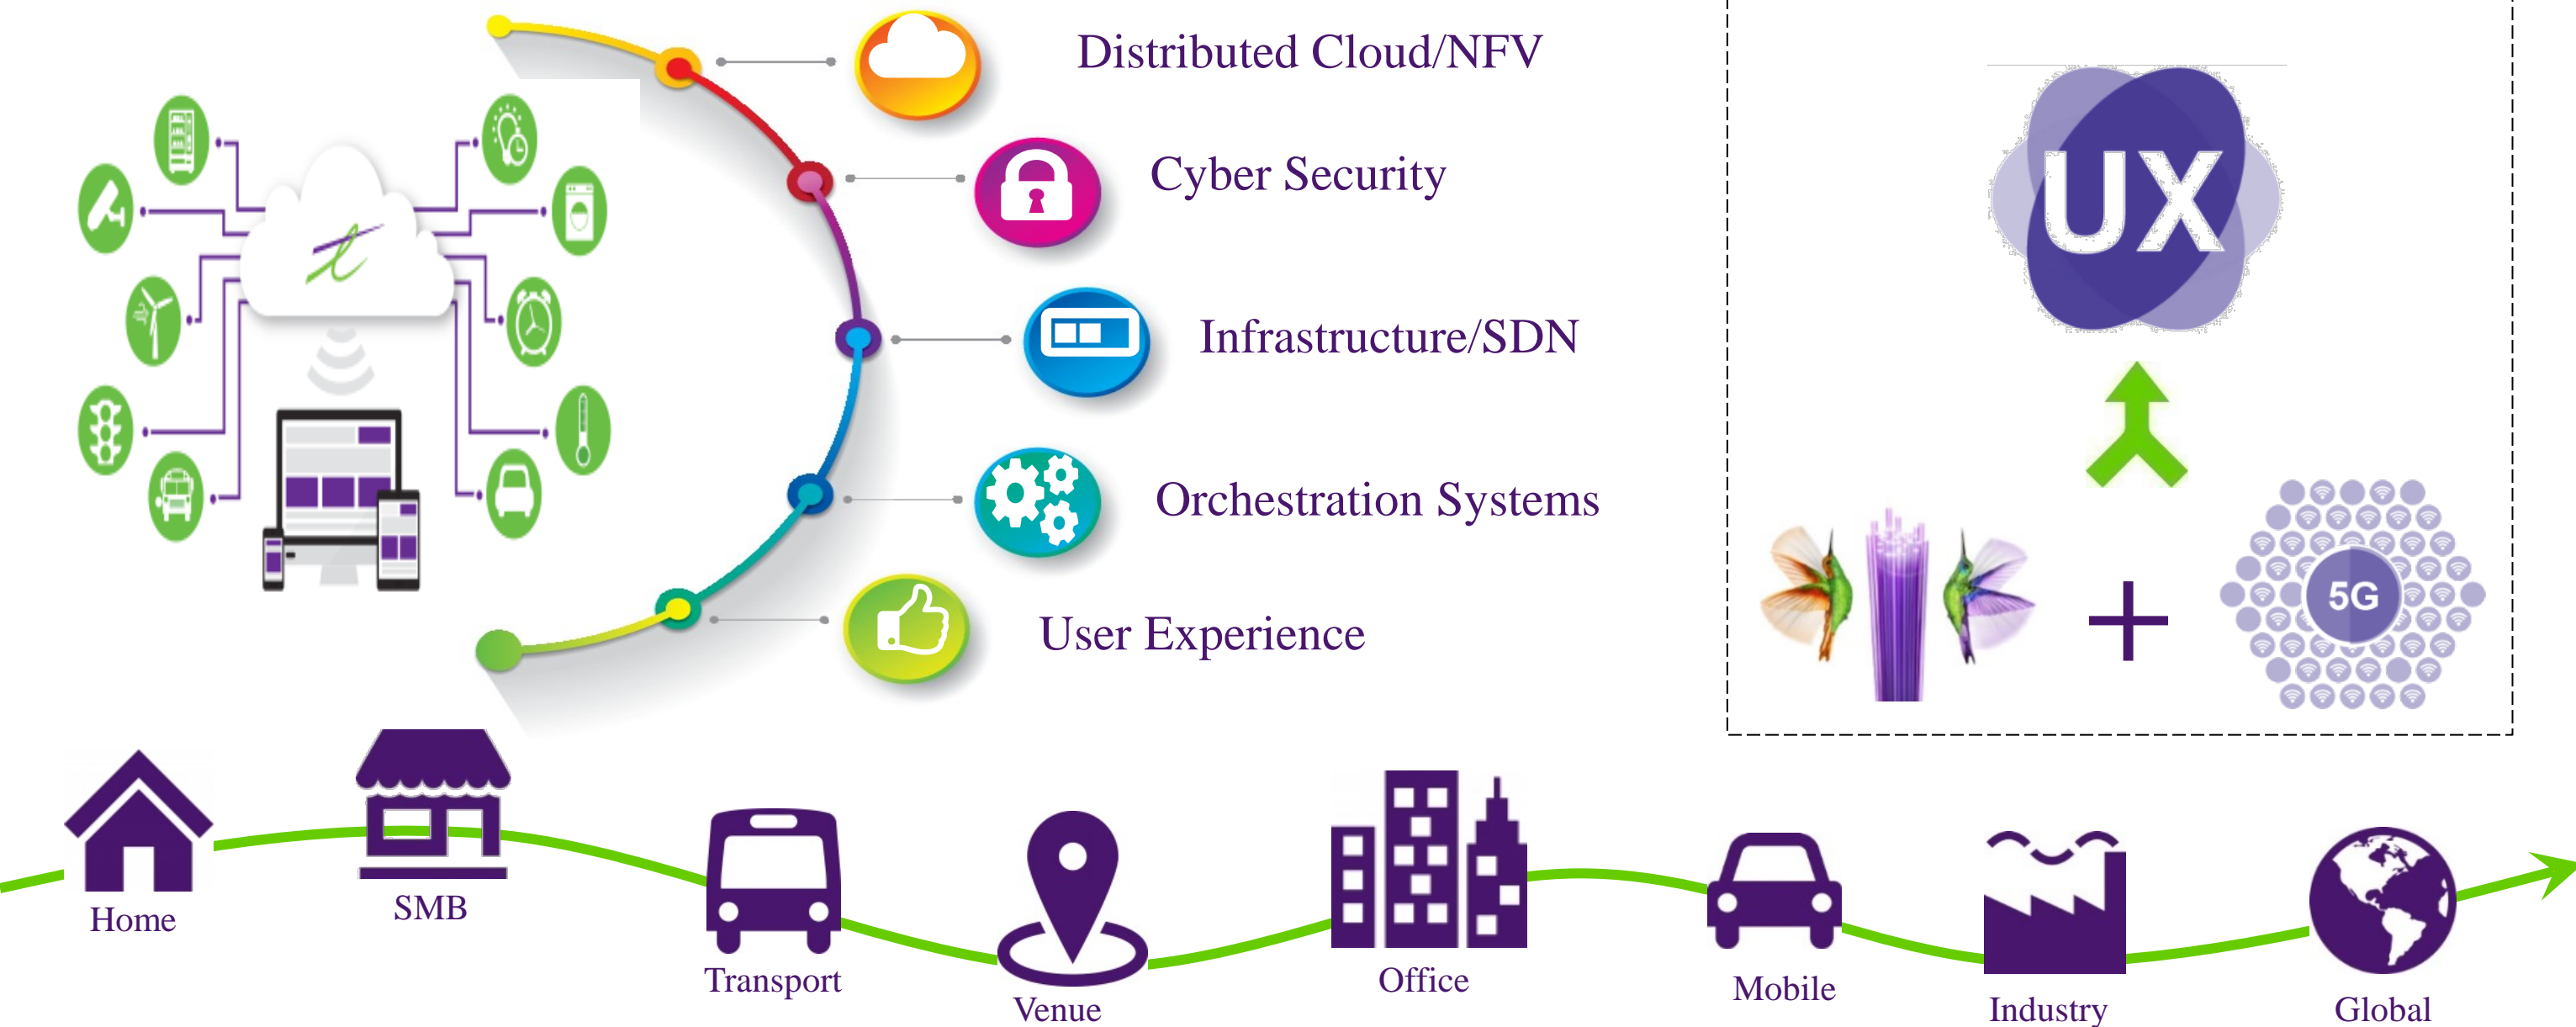 Distributed Cloud/NFV
Cyber Security
Infrastructure/SDN
Orchestration Systems
User Experience
UX
5G
Home
SMB
Transport
Venue
Office
Mobile
Industry
Global